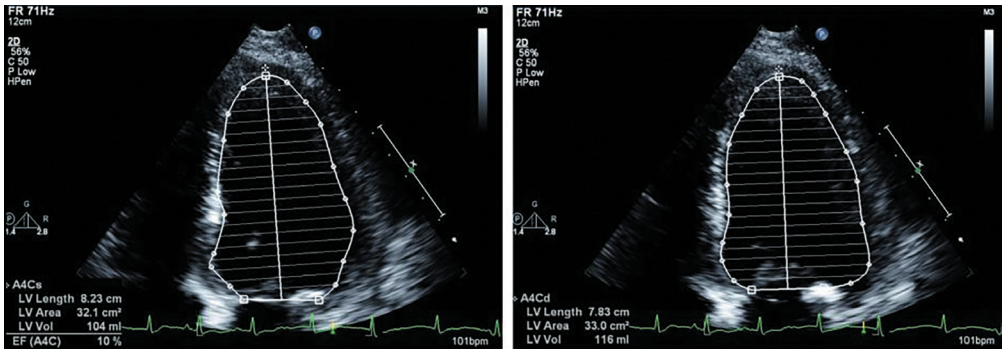 FR 71Hz
12cm
M3
P
2D
56%
C 50
P Low
HPen
G
P R
1.4 2.8
A4Cs
LV Length 8.23 cm
LV Area 32.1 cm²
LV Vol 104 ml
EF (A4C) 10 %
101bpm
FR 71Hz
12cm
M3
P
2D
56%
C 50
P Low
HPen
G
P R
1.4 2.8
A4Cd
LV Length 7.83 cm
LV Area 33.0 cm²
LV Vol 116 ml
101bpm